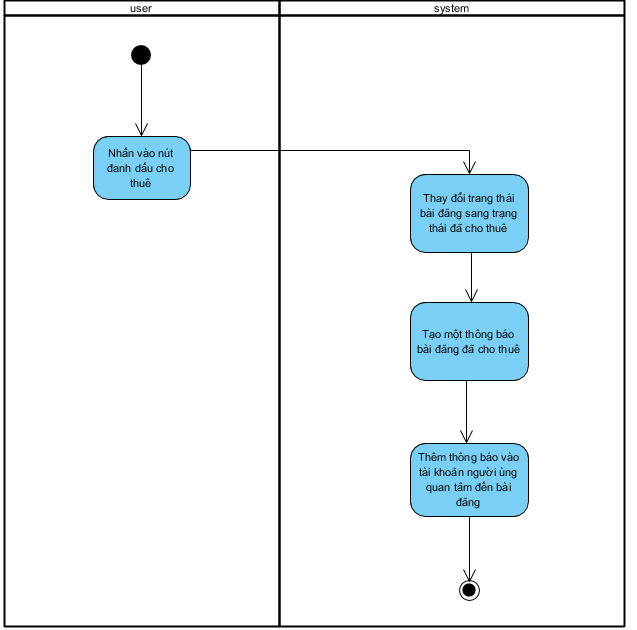 user
system
Nhấn vào nút
đanh dấu cho
thuê
Thay đổi trang thái
bài đăng sang trạng
thái đã cho thuê
Tạo một thông báo
bài đăng đã cho thuê
Thêm thông báo vào
tài khoản người ùng
quan tầm đến bài
đăng